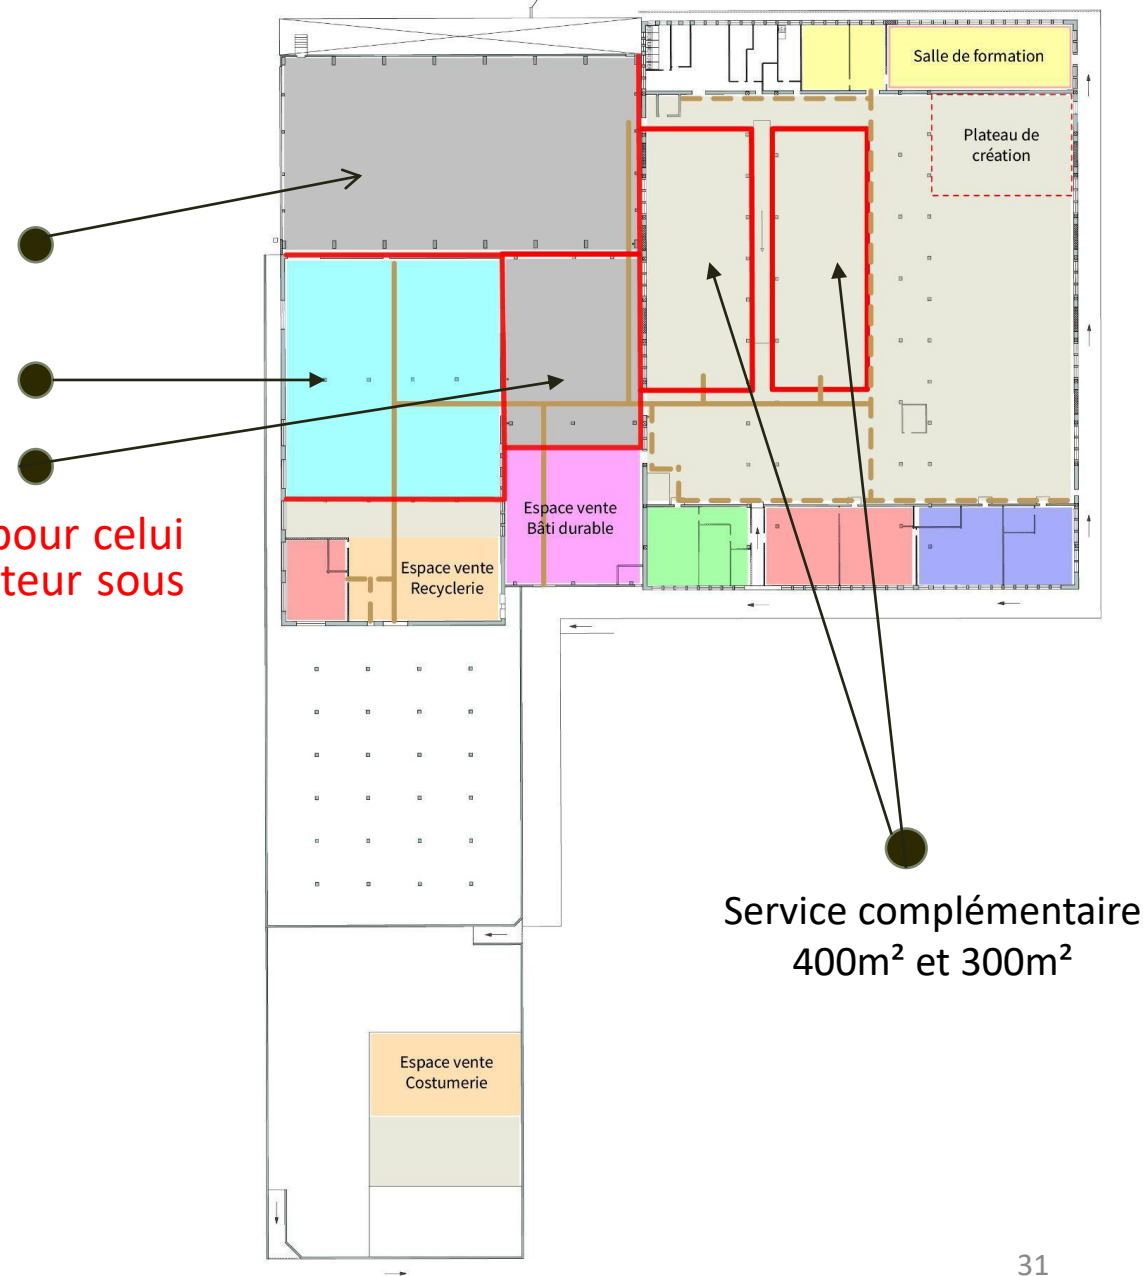 Salle de formation
Plateau de
création
Espace vente
Bâti durable
pour celui
teur sous
Espace vente
Recyclerie
Service complémentaire
400m² et 300m²
Espace vente
Costumerie
31